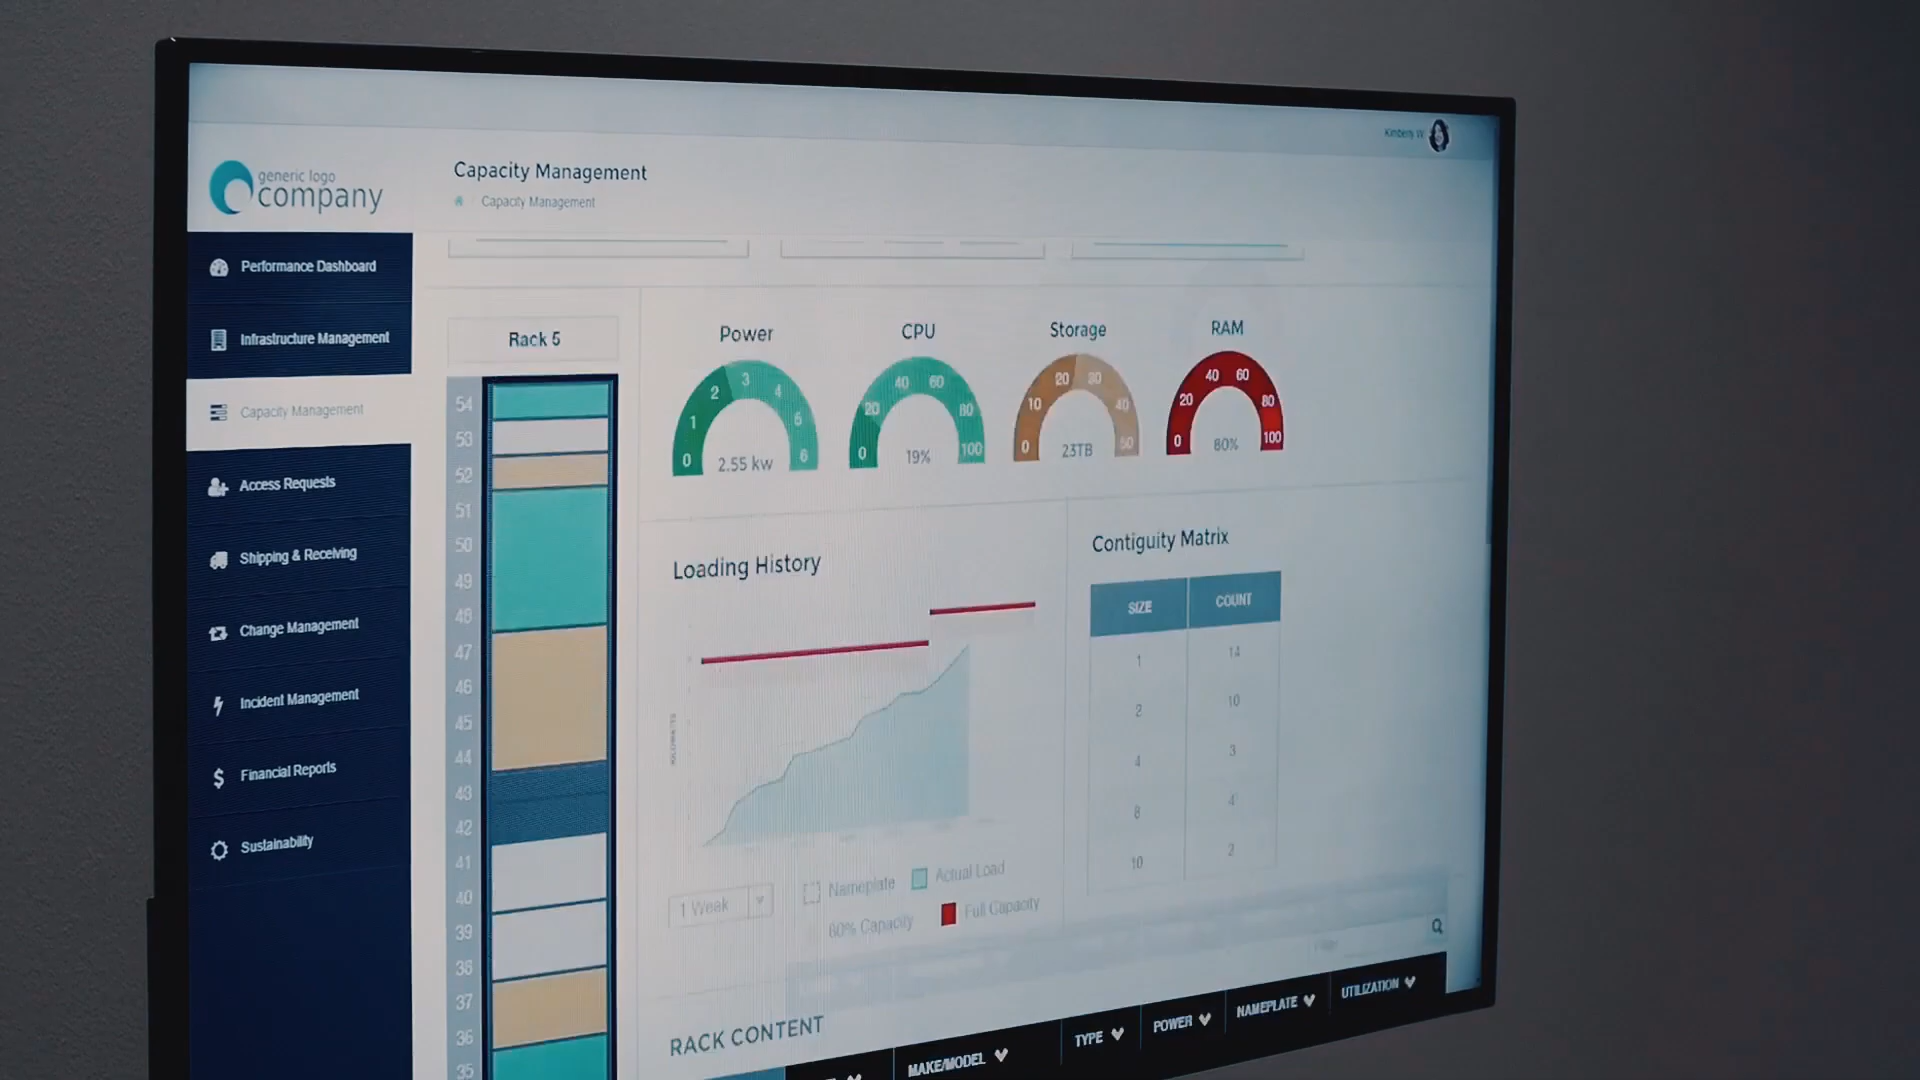 Kimberly W
generic logo
company
Capacity Management
Capacity Management
Performance Dashboard
Infrastructure Management
Capacity Management
Access Requests
Shipping & Receiving
Change Management
Incident Management
Financial Reports
Sustainability
Rack 5
54
53
52
51
50
49
48
47
46
45
44
43
42
41
40
39
38
37
36
35
Power
0 1 2 3 4 5 6
2.55 kw
CPU
0 20 40 60 80 100
19%
Storage
0 10 20 30 40 50
23TB
RAM
0 20 40 60 80 100
80%
Loading History
1 Weak
Nameplate
Actual Load
60% Capacity
Full Capacity
Contiguity Matrix
SIZE COUNT
1 14
2 10
4 3
8 4
10 2
RACK CONTENT
MAKE/MODEL
TYPE
POWER
NAMEPLATE
UTILIZATION